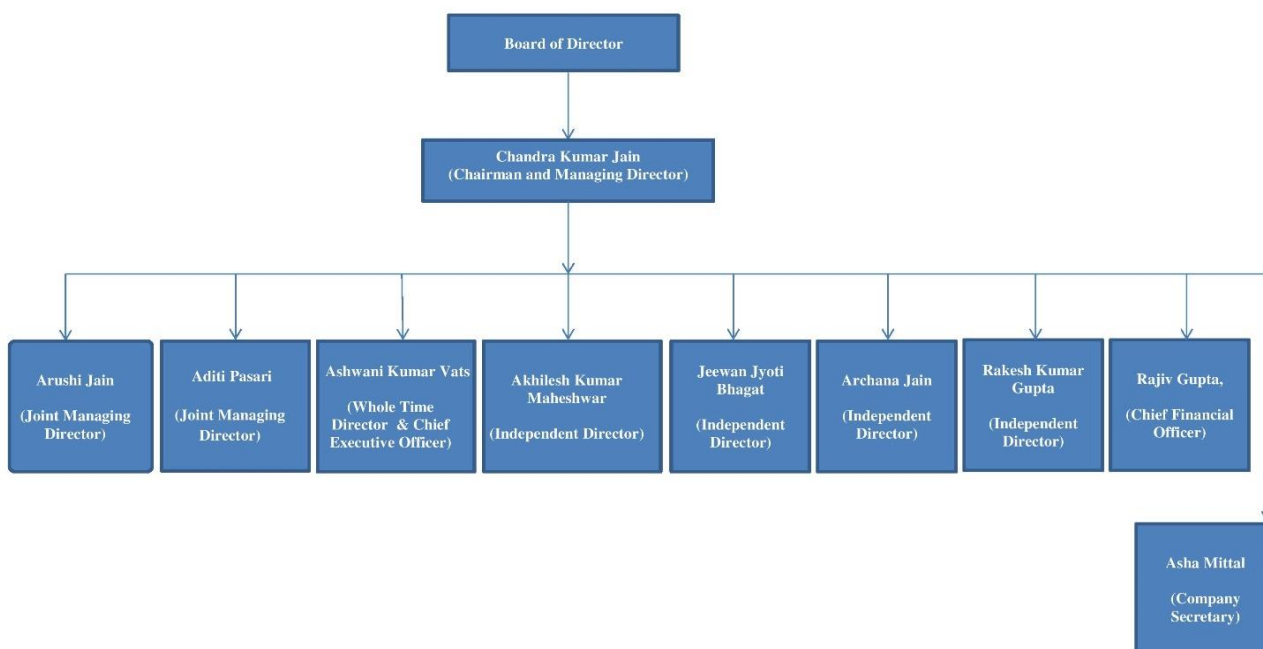 Board of Director
Chandra Kumar Jain
(Chairman and Managing Director)
Arushi Jain
(Joint Managing
Director)
Aditi Pasari
(Joint Managing
Director)
Ashwani Kumar Vats
(Whole Time
Director & Chief
Executive Officer)
Akhilesh Kumar
Maheshwar
(Independent Director)
Jeewan Jyoti
Bhagat
(Independent
Director)
Archana Jain
(Independent
Director)
Rakesh Kumar
Gupta
(Independent
Director)
Rajiv Gupta,
(Chief Financial
Officer)
Asha Mittal
(Company
Secretary)